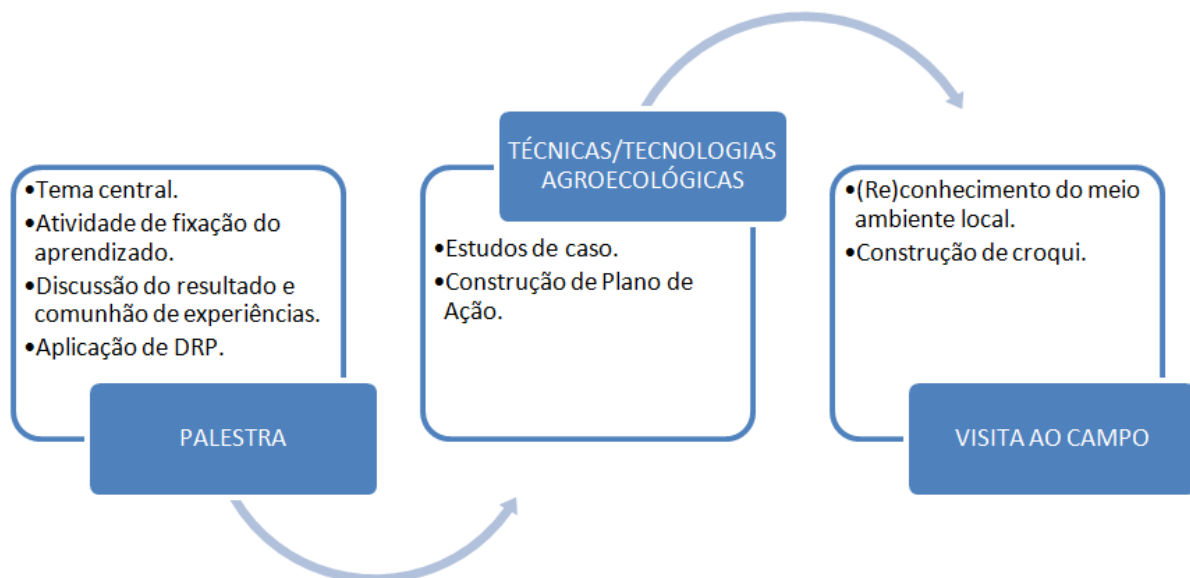 •Tema central.
•Atividade de fixação do
aprendizado.
•Discussão do resultado e
comunhão de experiências.
•Aplicação de DRP.
PALESTRA
TÉCNICAS/TECNOLOGIAS
AGROECOLÓGICAS
•Estudos de caso.
•Construção de Plano de
Ação.
•(Re)conhecimento do meio
ambiente local.
•Construção de croqui.
VISITA AO CAMPO